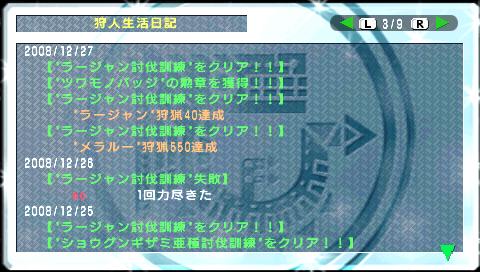 狩人生活日記
L 3/9 R
2008/12/27
【"ラージャン討伐訓練"をクリア！！】
【"ツワモノバッジ"の勲章を獲得！！】
【"ラージャン討伐訓練"をクリア！！】
"ラージャン"狩猟40達成
【"ラージャン討伐訓練"をクリア！！】
"メラルー"狩猟550達成
2008/12/26
【"ラージャン討伐訓練"失敗】
1回力尽きた
2008/12/25
【"ラージャン討伐訓練"をクリア！！】
【"ショウグンギザミ亜種討伐訓練"をクリア！！】